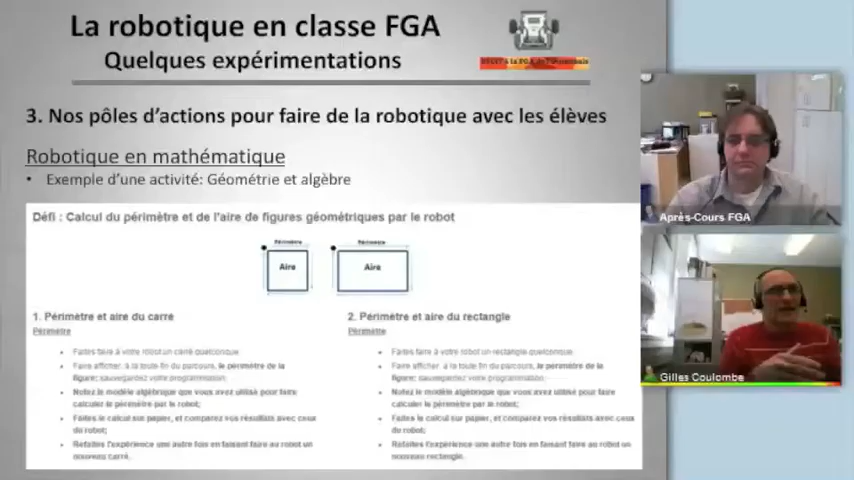 La robotique en classe FGA
Quelques expérimentations
RÉCIT à la FGA de l'Outaouais
3. Nos pôles d'actions pour faire de la robotique avec les élèves
Robotique en mathématique
• Exemple d'une activité: Géométrie et algèbre
Défi : Calcul du périmètre et de l'aire de figures géométriques par le robot
Périmètre
Aire
Périmètre
Aire
1. Périmètre et aire du carré
Périmètre
• Faites faire à votre robot un carré quelconque.
• Faire afficher, à la toute fin du parcours, le périmètre de la
figure; sauvegardez votre programmation.
• Notez le modèle algébrique que vous avez utilisé pour faire
calculer le périmètre par le robot;
• Faites le calcul sur papier, et comparez vos résultats avec ceux
du robot;
• Refaites l'expérience une autre fois en faisant faire au robot un
nouveau carré.
2. Périmètre et aire du rectangle
Périmètre
• Faites faire à votre robot un rectangle quelconque.
• Faire afficher, à la toute fin du parcours, le périmètre de la
figure; sauvegardez votre programmation.
• Notez le modèle algébrique que vous avez utilisé pour faire
calculer le périmètre par le robot;
• Faites le calcul sur papier, et comparez vos résultats avec ceux
du robot;
• Refaites l'expérience une autre fois en faisant faire au robot un
nouveau rectangle.
Après-Cours FGA
Gilles Coulombe